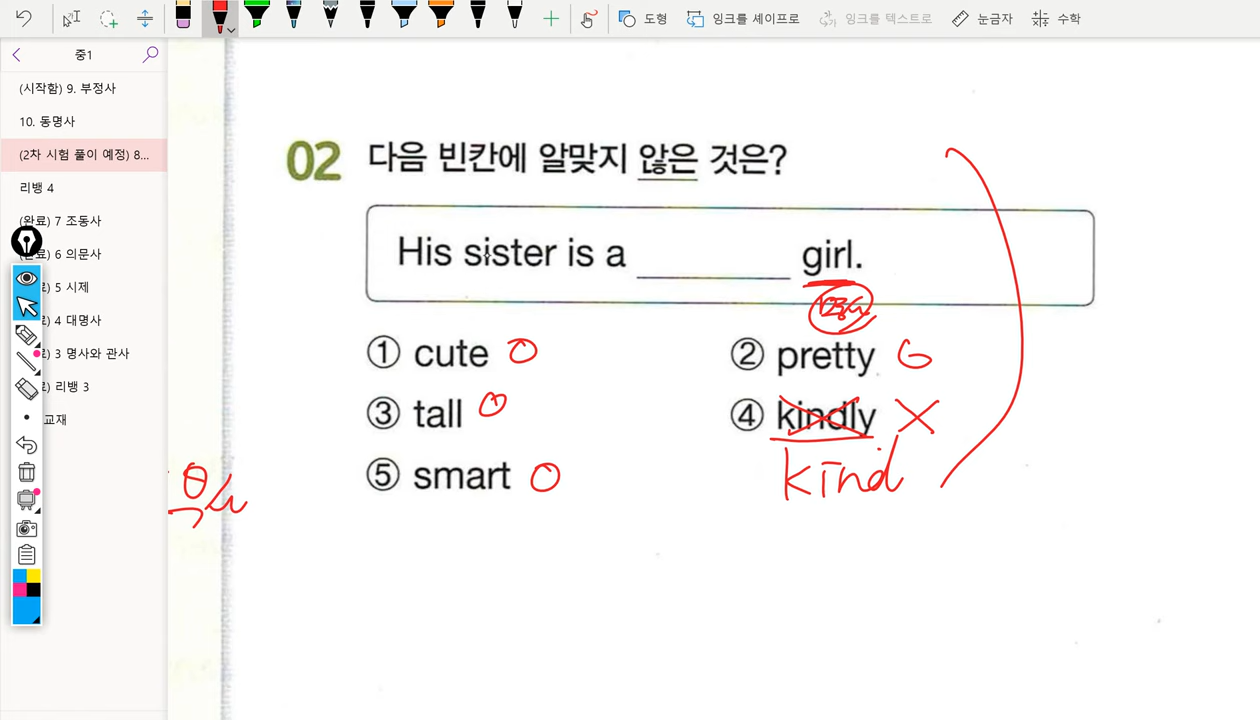 도형 잉크를 셰이프로 잉크를 텍스트로 눈금자 수학
중1
(시작함) 9. 부정사
10. 동명사
(2차 시험 풀이 예정) 8...
리뱅 4
(완료) 7 조동사
6 의문사
5 시제
4 대명사
3 명사와 관사
리뱅 3
교재
02 다음 빈칸에 알맞지 않은 것은?
His sister is a ________ girl.
명사
① cute O ② pretty O
③ tall O ④ kindly X
kind
⑤ smart O